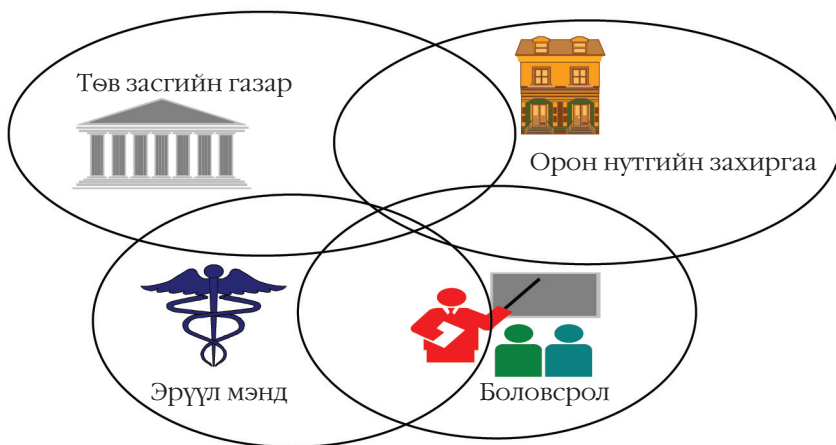 Төв засгийн газар
Орон нутгийн захиргаа
Эрүүл мэнд
Боловсрол